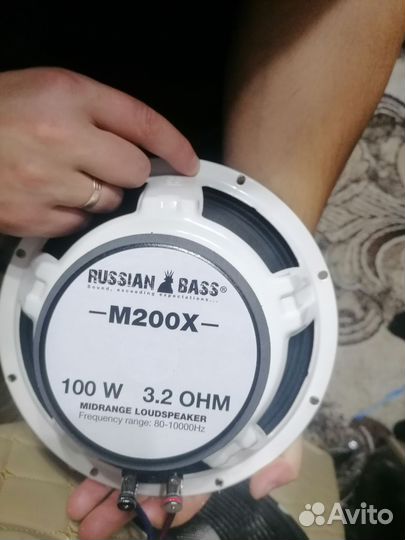 RUSSIAN BASS®
Sound, exceeding expectations...
—M200X—
100 W 3.2 OHM
MIDRANGE LOUDSPEAKER
Frequency range: 80-10000Hz
Avito